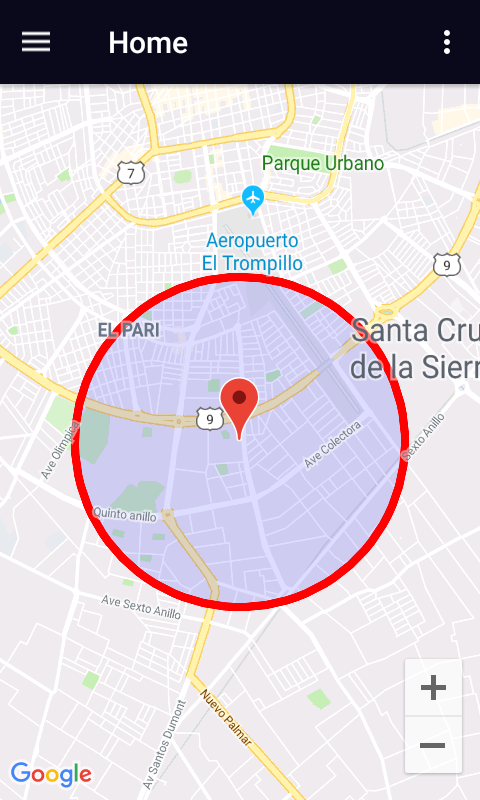 Home
Parque Urbano
7
Aeropuerto
El Trompillo
9
EL PARI
Santa Cru
de la Sierr
9
Ave Olímpica
Ave Colectora
Sexto Anillo
Quinto anillo
Ave Sexto Anillo
Nuevo Palmar
Av Santos Dumont
Google